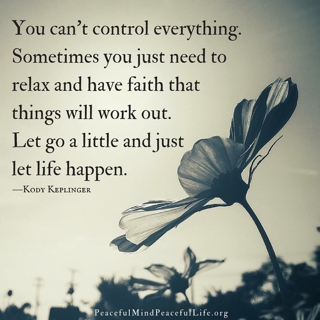 You can't control everything.
Sometimes you just need to
relax and have faith that
things will work out.
Let go a little and just
let life happen.
—Kody Keplinger
PeacefulMindPeacefulLife.org